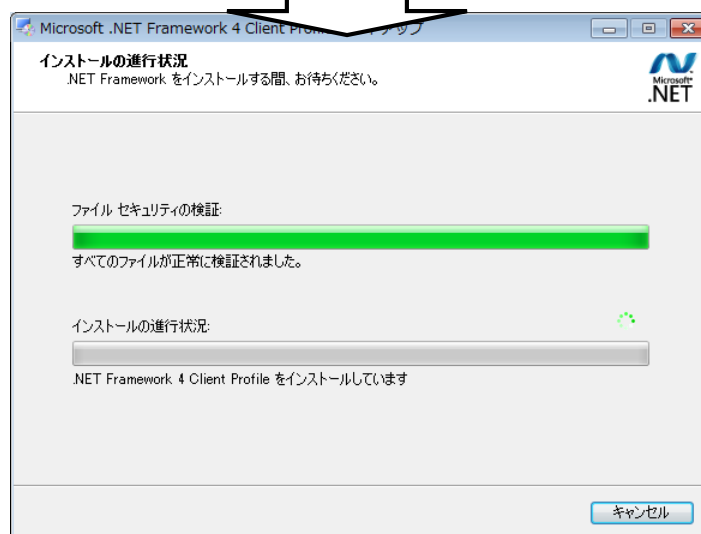 Microsoft .NET Framework 4 Client
インストールの進行状況
.NET Framework をインストールする間、お待ちください。
Microsoft
.NET
ファイル セキュリティの検証:
すべてのファイルが正常に検証されました。
インストールの進行状況:
.NET Framework 4 Client Profile をインストールしています
キャンセル